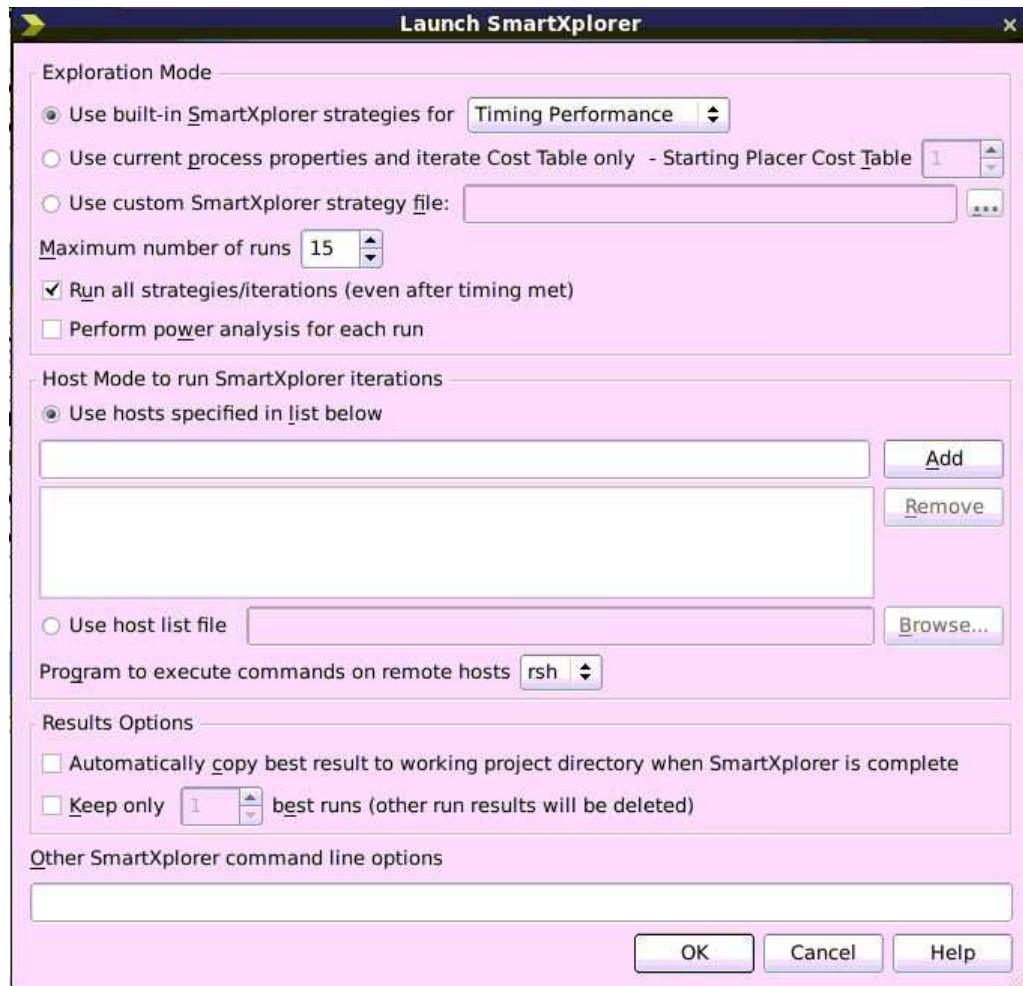 Launch SmartXplorer
Exploration Mode
Use built-in SmartXplorer strategies for Timing Performance
Use current process properties and iterate Cost Table only - Starting Placer Cost Table 1
Use custom SmartXplorer strategy file: ...
Maximum number of runs 15
Run all strategies/iterations (even after timing met)
Perform power analysis for each run
Host Mode to run SmartXplorer iterations
Use hosts specified in list below
Add
Remove
Use host list file Browse...
Program to execute commands on remote hosts rsh
Results Options
Automatically copy best result to working project directory when SmartXplorer is complete
Keep only 1 best runs (other run results will be deleted)
Other SmartXplorer command line options
OK Cancel Help